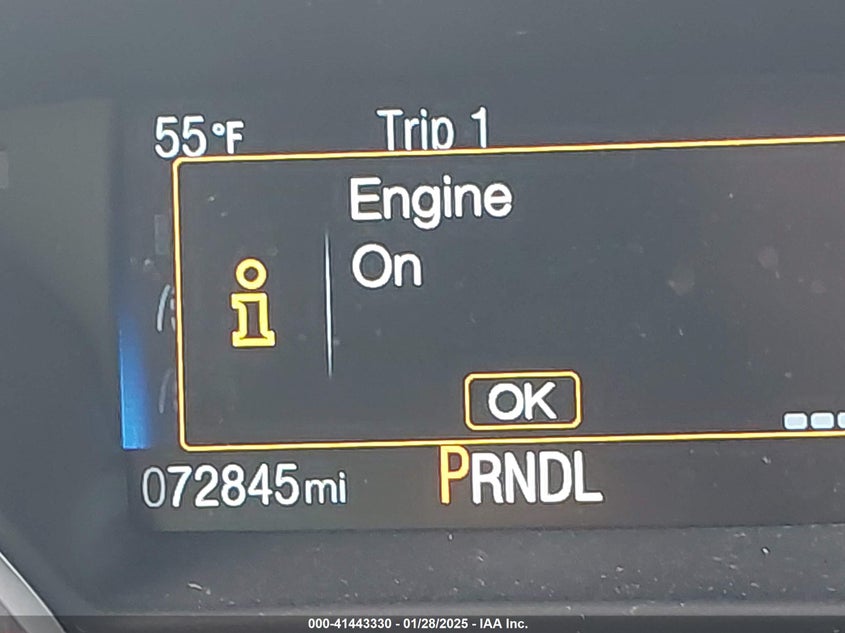 55°F Trip 1
Engine
On
i
OK
072845mi PRNDL
000-41443330 - 01/28/2025 - IAA Inc.